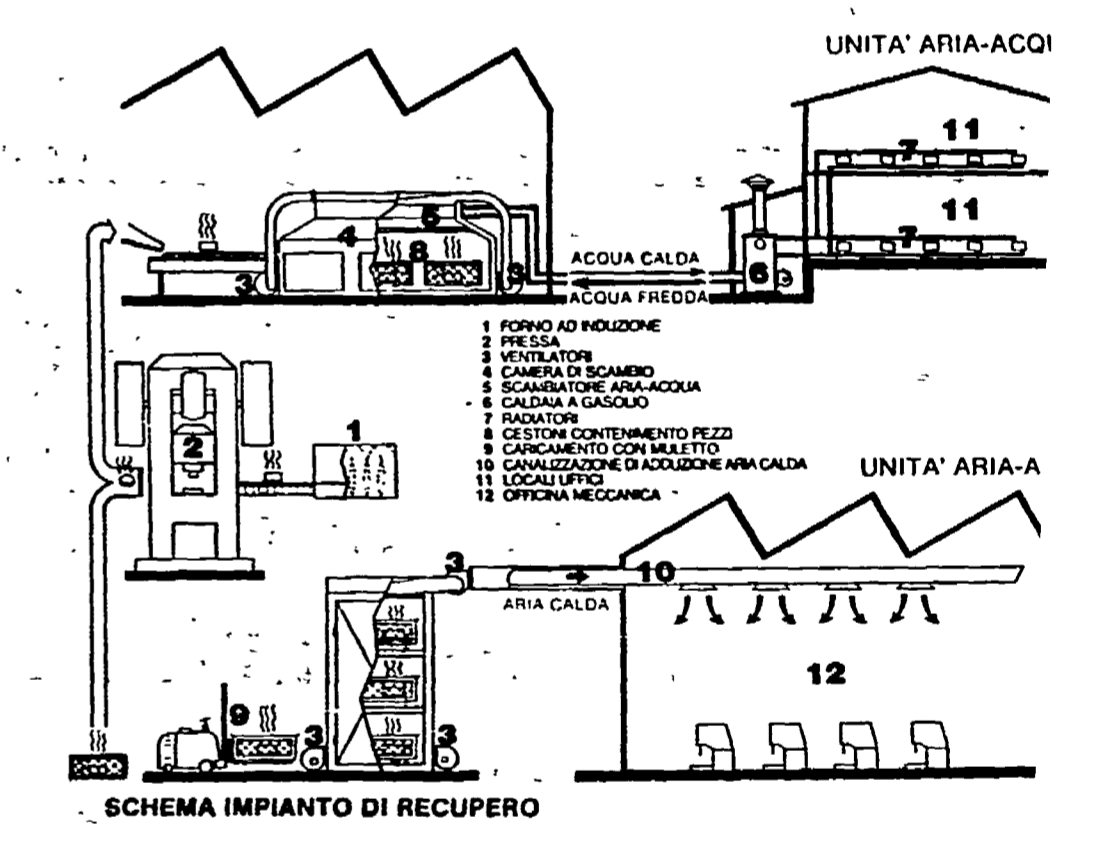 UNITA' ARIA-ACQU
11
7
11
5
4
8
7
3
3
6
ACQUA CALDA
ACQUA FREDDA
1 FORNO AD INDUZIONE
2 PRESSA
3 VENTILATORI
4 CAMERA DI SCAMBIO
5 SCAMBIATORE ARIA-ACQUA
6 CALDAIA A GASOLIO
7 RADIATORI
8 CESTONI CONTENIMENTO PEZZI
9 CARICAMENTO CON MULETTO
10 CANALIZZAZIONE DI ADDUZIONE ARIA CALDA
11 LOCALI UFFICI
12 OFFICINA MECCANICA
1
2
UNITA' ARIA-A
3
10
ARIA CALDA
12
9
3
3
SCHEMA IMPIANTO DI RECUPERO